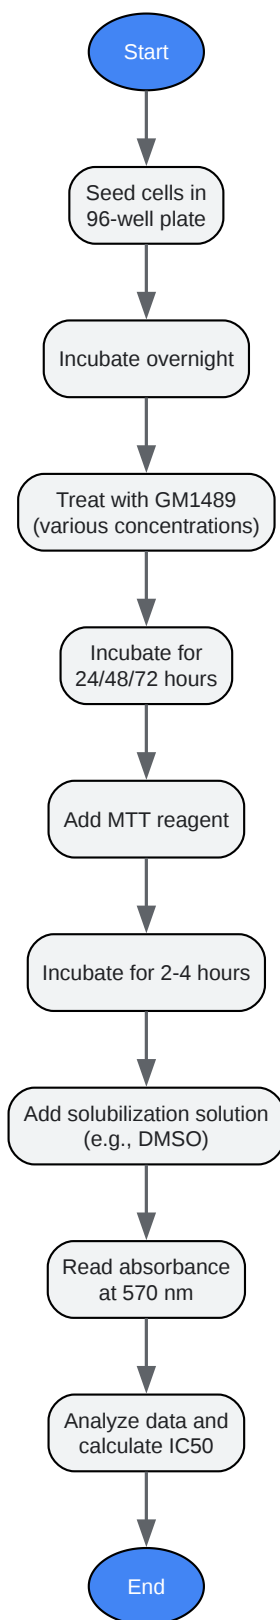 Start
Seed cells in
96-well plate
Incubate overnight
Treat with GM1489
(various concentrations)
Incubate for
24/48/72 hours
Add MTT reagent
Incubate for 2-4 hours
Add solubilization solution
(e.g., DMSO)
Read absorbance
at 570 nm
Analyze data and
calculate IC50
End